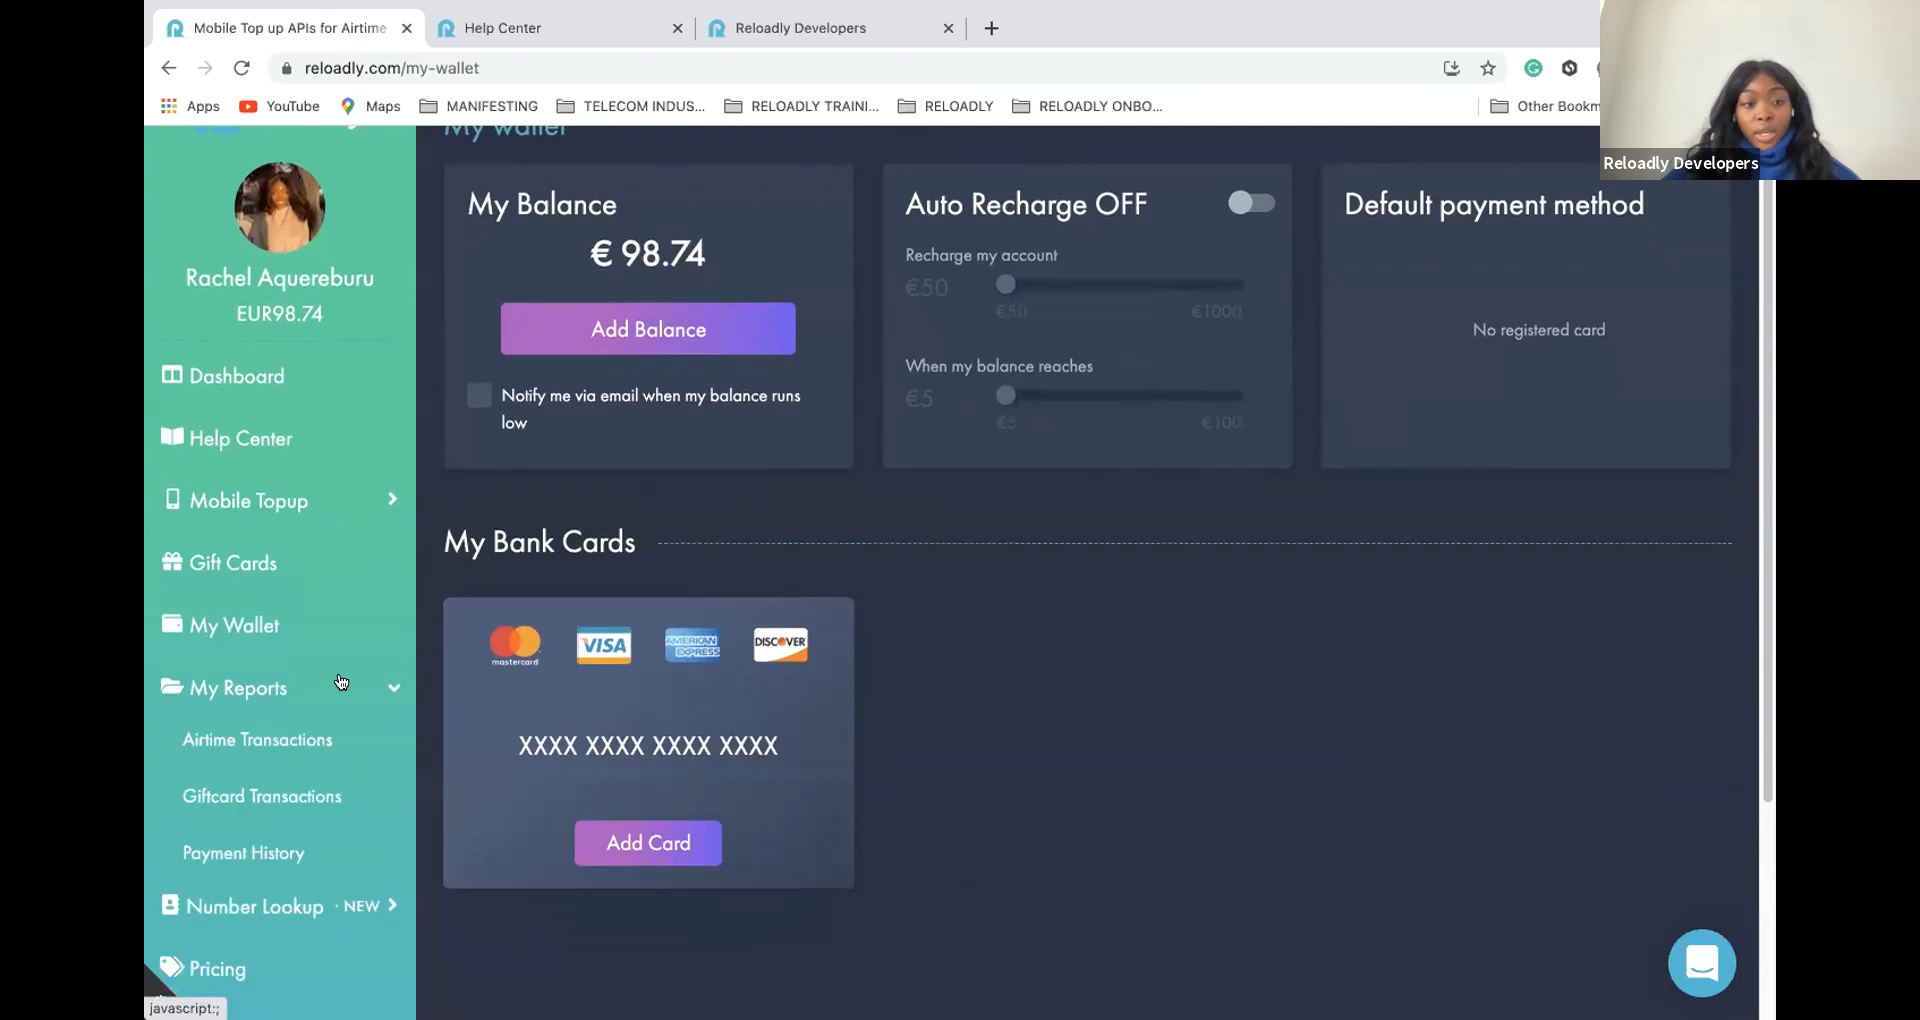 Mobile Top up APIs for Airtime
Help Center
Reloadly Developers
reloadly.com/my-wallet
Apps
YouTube
Maps
MANIFESTING
TELECOM INDUS...
RELOADLY TRAINI...
RELOADLY
RELOADLY ONBO...
Other Bookm
Reloadly Developers
Rachel Aquereburu
EUR98.74
Dashboard
Help Center
Mobile Topup
Gift Cards
My Wallet
My Reports
Airtime Transactions
Giftcard Transactions
Payment History
Number Lookup · NEW
Pricing
javascript:;
My wallet
My Balance
€ 98.74
Add Balance
Notify me via email when my balance runs
low
Auto Recharge OFF
Recharge my account
€50
€50 €1000
When my balance reaches
€5
€5 €100
Default payment method
No registered card
My Bank Cards
mastercard
VISA
AMERICAN
EXPRESS
DISCOVER
XXXX XXXX XXXX XXXX
Add Card